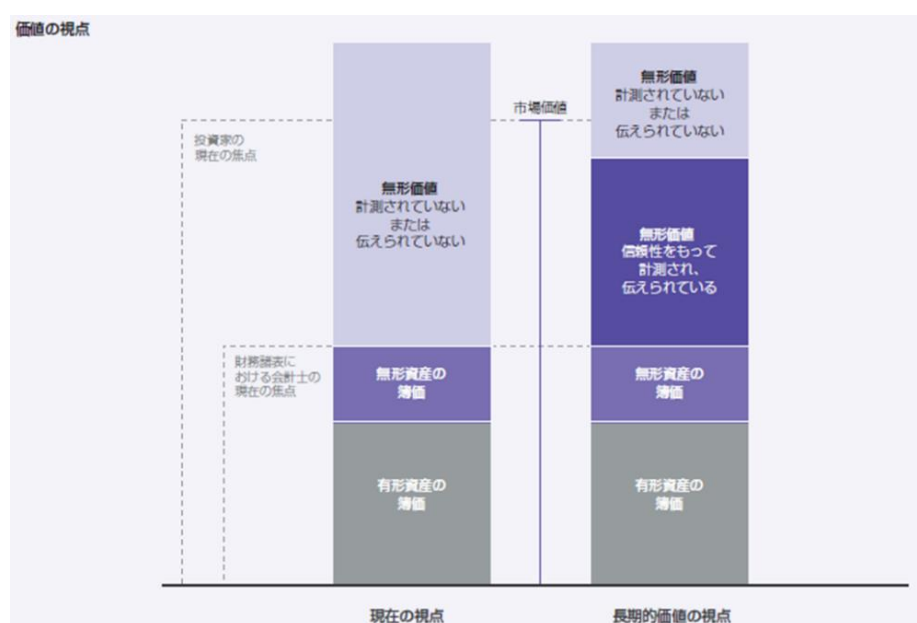 価値の視点
投資家の
現在の焦点
財務諸表に
おける会計士の
現在の焦点
無形価値
計測されていない
または
伝えられていない
無形資産の
簿価
有形資産の
簿価
市場価値
無形価値
計測されていない
または
伝えられていない
無形価値
信頼性をもって
計測され、
伝えられている
無形資産の
簿価
有形資産の
簿価
現在の視点
長期的価値の視点